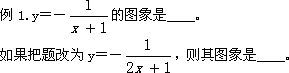 例 1.y=－1/(x+1)的图象是____。
如果把题改为y=－1/(2x+1)，则其图象是____。